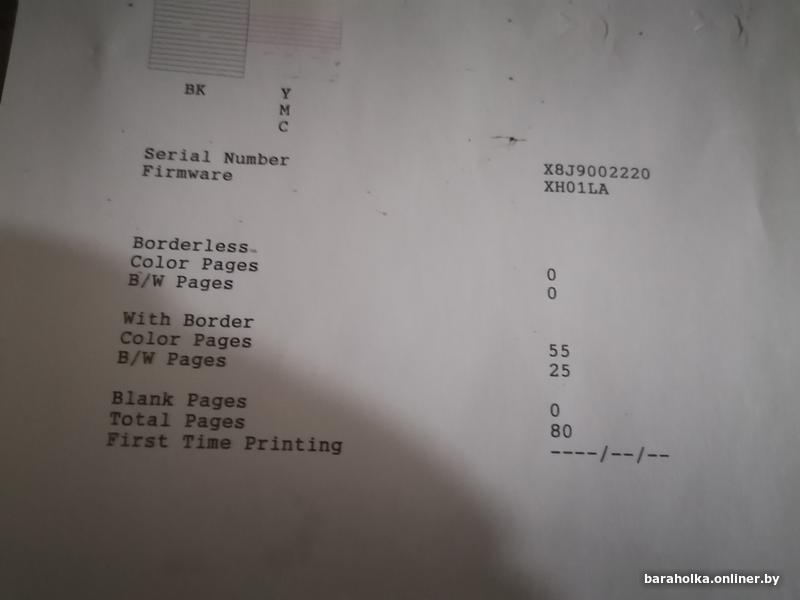 BK
Y
M
C
Serial Number X8J9002220
Firmware XH01LA
Borderless
Color Pages 0
B/W Pages 0
With Border
Color Pages 55
B/W Pages 25
Blank Pages 0
Total Pages 80
First Time Printing ----/--/--
baraholka.onliner.by